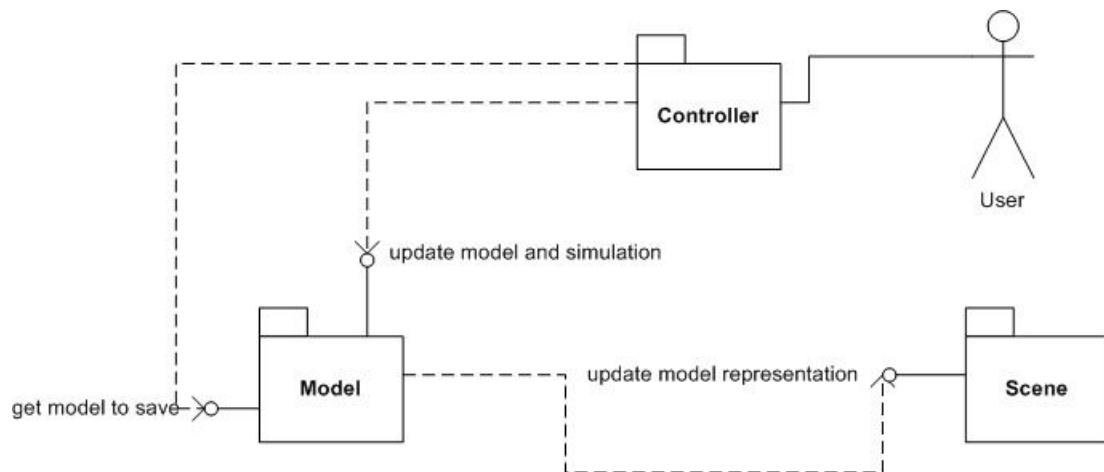 Controller
User
update model and simulation
Model
update model representation
Scene
get model to save